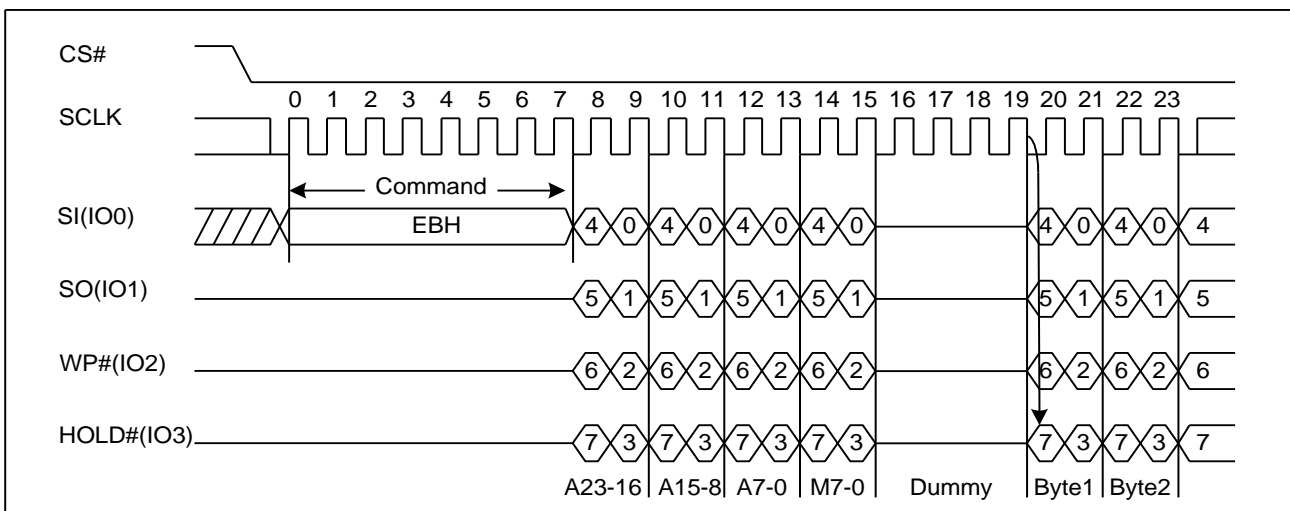 CS#
0 1 2 3 4 5 6 7 8 9 10 11 12 13 14 15 16 17 18 19 20 21 22 23
SCLK
Command
SI(IO0) EBH 4 0 4 0 4 0 4 0 4 0 4 0 4
SO(IO1) 5 1 5 1 5 1 5 1 5 1 5 1 5
WP#(IO2) 6 2 6 2 6 2 6 2 6 2 6 2 6
HOLD#(IO3) 7 3 7 3 7 3 7 3 7 3 7 3 7
A23-16 A15-8 A7-0 M7-0 Dummy Byte1 Byte2